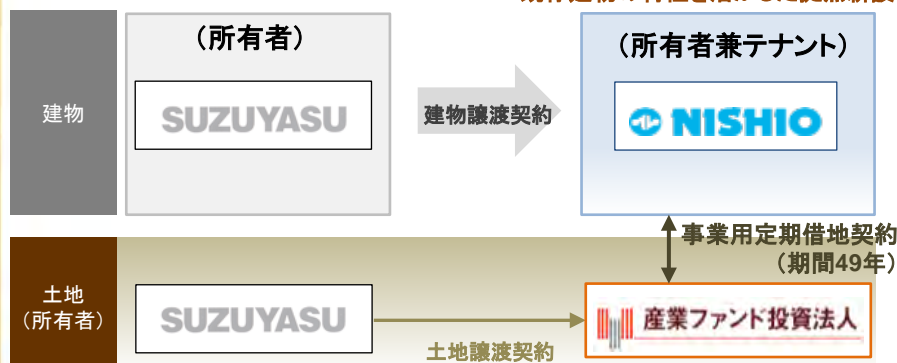 (所有者)
(所有者兼テナント)
建物
SUZUYASU
建物譲渡契約
NISHIO
事業用定期借地契約
(期間49年)
土地
(所有者)
SUZUYASU
産業ファンド投資法人
土地譲渡契約